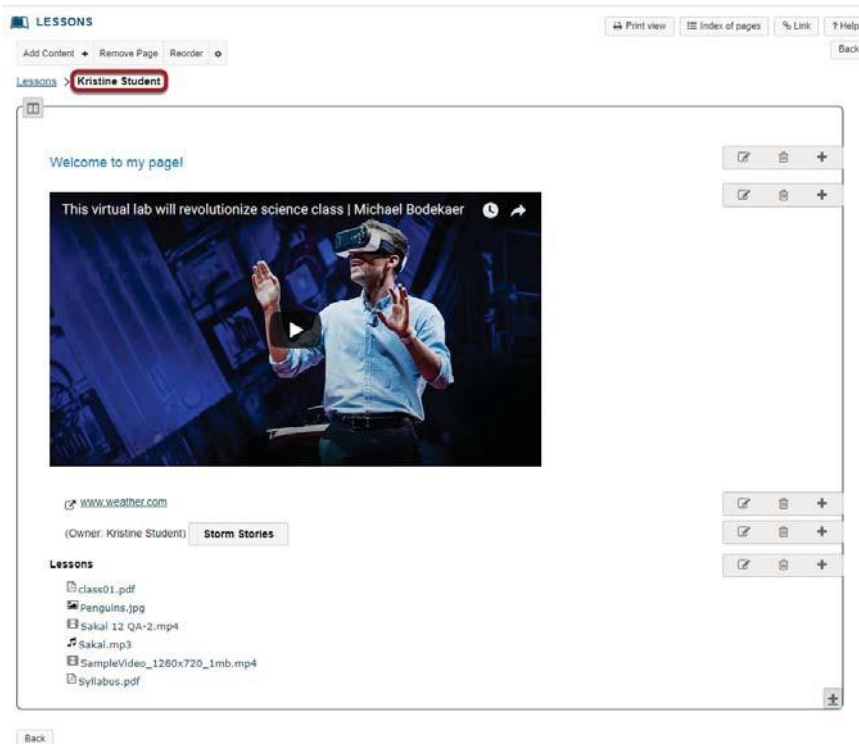 LESSONS
Print view Index of pages Link ? Help
Add Content Remove Page Reorder
Back
Lessons > Kristine Student
Welcome to my page!
This virtual lab will revolutionize science class | Michael Bodekaer
www.weather.com
(Owner: Kristine Student) Storm Stories
Lessons
class01.pdf
Penguins.jpg
Sakai 12 QA-2.mp4
Sakai.mp3
SampleVideo_1280x720_1mb.mp4
Syllabus.pdf
Back